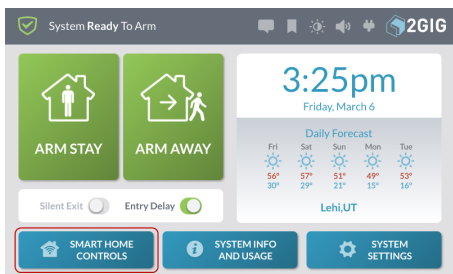 System Ready To Arm
2GIG
ARM STAY
ARM AWAY
Silent Exit
Entry Delay
3:25pm
Friday, March 6
Daily Forecast
Fri Sat Sun Mon Tue
56° 57° 51° 49° 53°
30° 29° 21° 15° 16°
Lehi,UT
SMART HOME
CONTROLS
SYSTEM INFO
AND USAGE
SYSTEM
SETTINGS